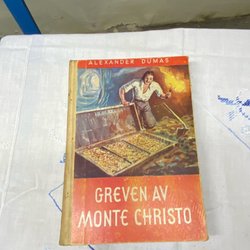 ALEXANDER DUMAS
GREVEN AV
MONTE CHRISTO